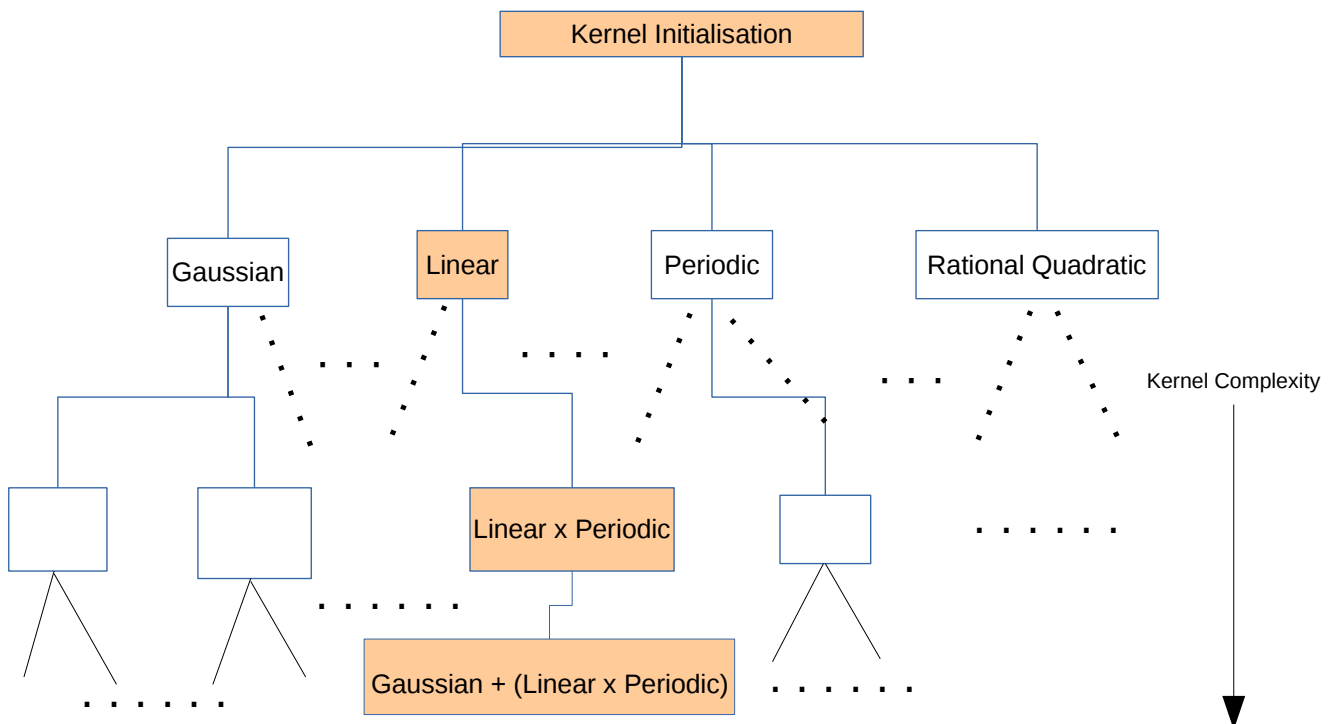 Kernel Initialisation
Gaussian
Linear
Periodic
Rational Quadratic
Kernel Complexity
Linear x Periodic
Gaussian + (Linear x Periodic)